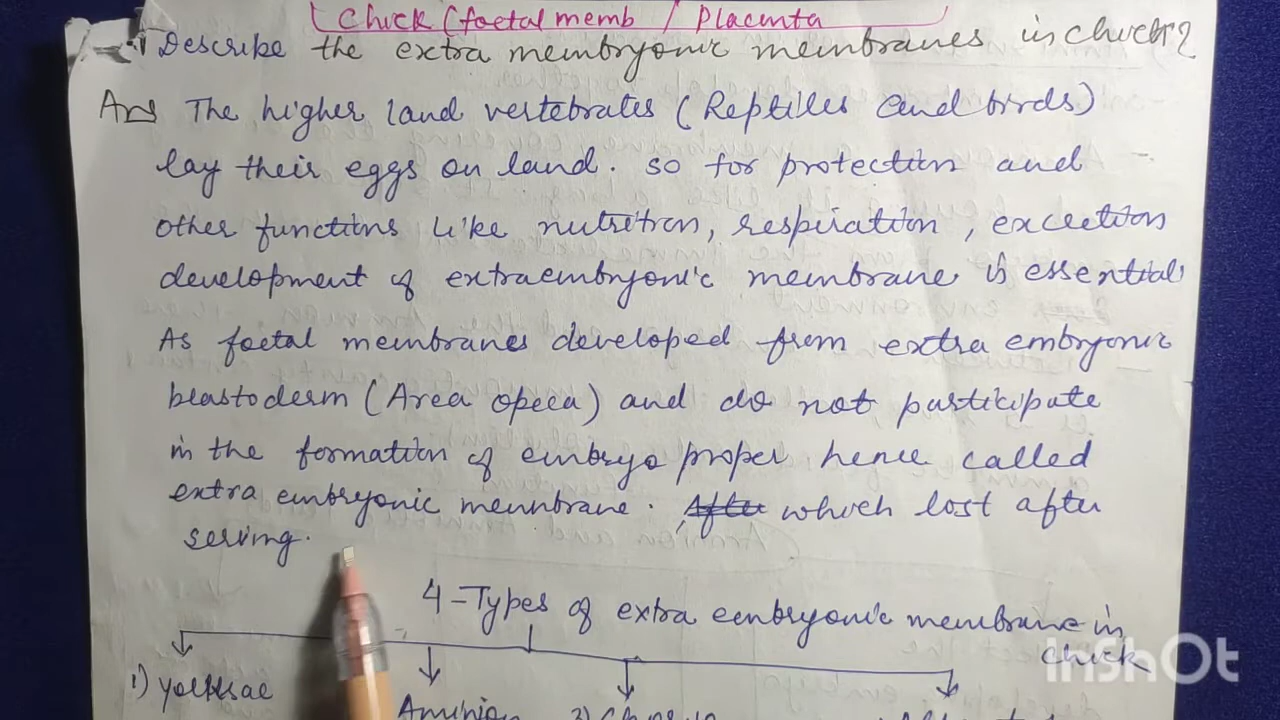 Chick (foetal memb / Placenta
Describe the extra membryonic membranes in chick?
Ans The higher land vertebrates (Reptiles and birds)
lay their eggs on land. so for protection and
other functions like nutrition, respiration, excretion
development of extraembryonic membrane is essential
As foetal membranes developed from extra embryonic
blastoderm (Area opeca) and do not participate
in the formation of embryo proper hence called
extra embryonic membrane. After which lost after
serving.
4-Types of extra embryonic membrane in
chick
1) yolksac
Aminion
InShOt